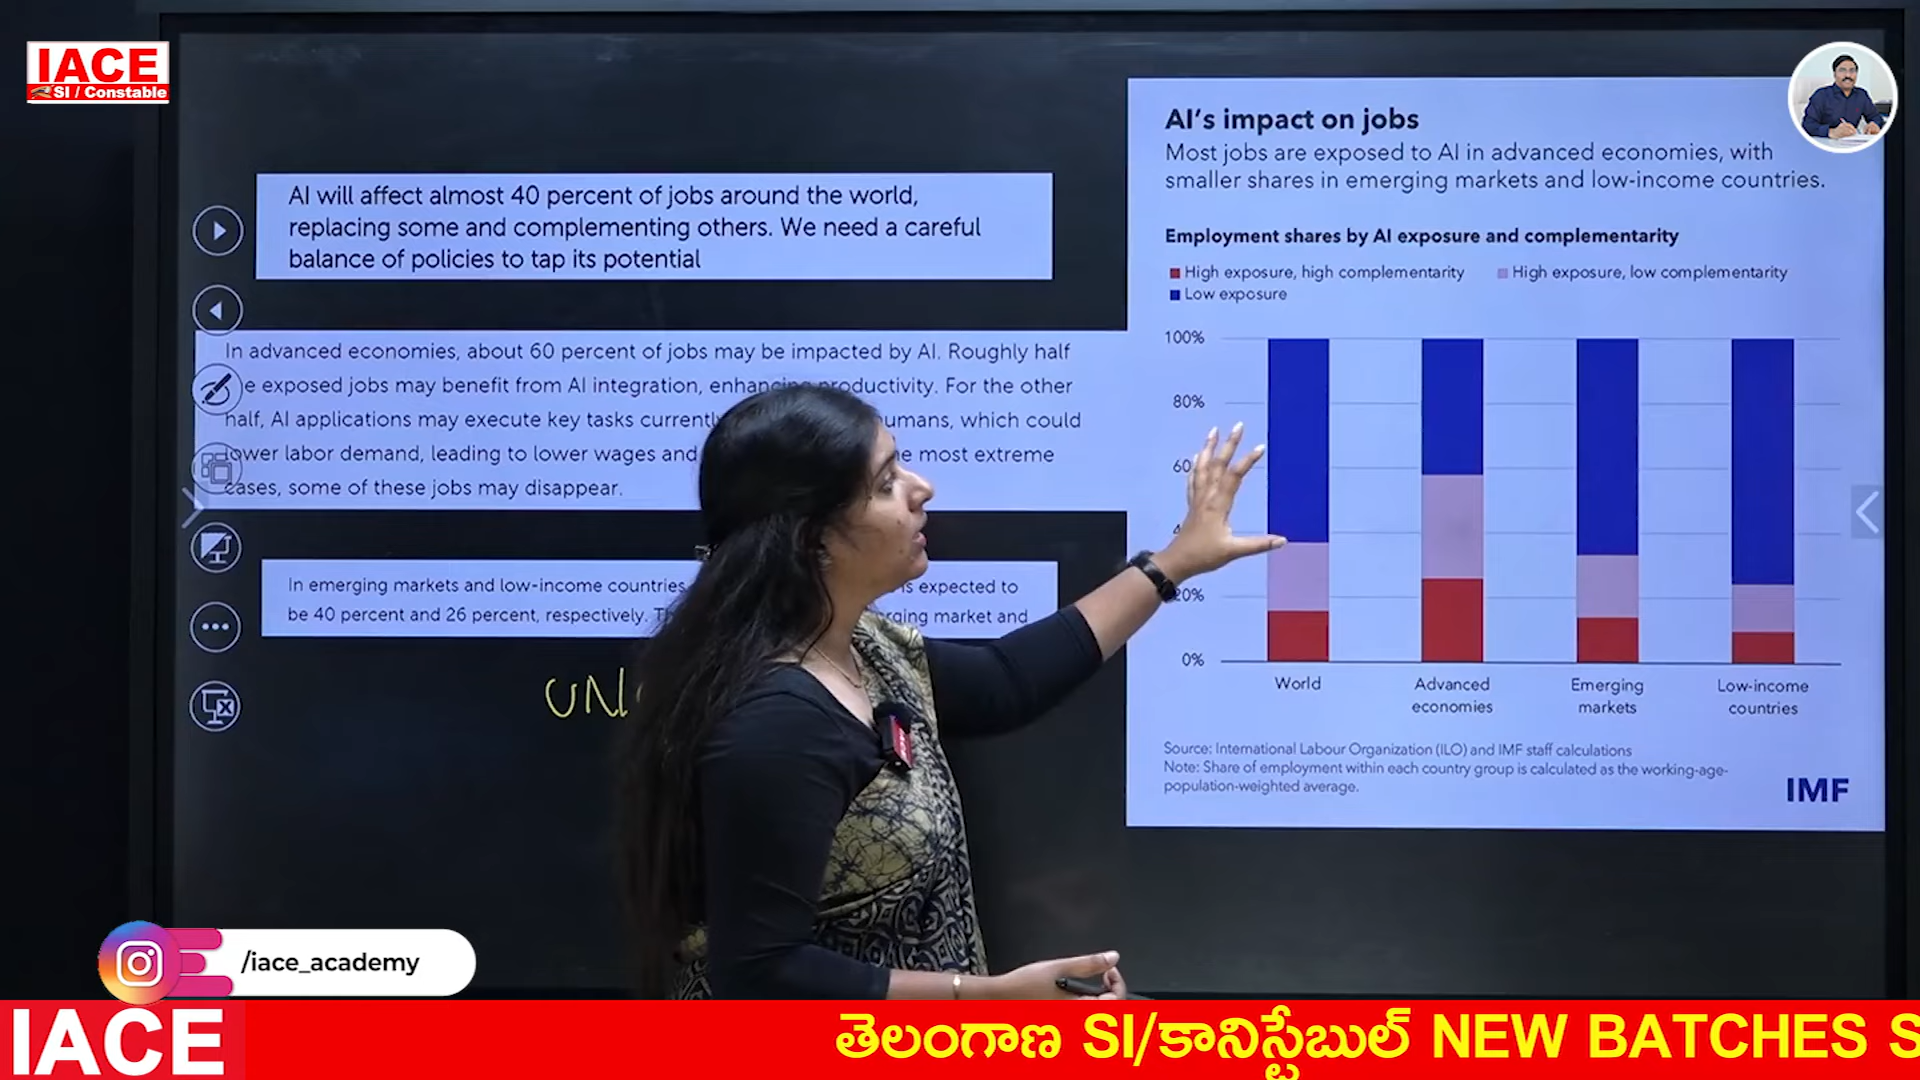 IACE
SI / Constable
AI will affect almost 40 percent of jobs around the world,
replacing some and complementing others. We need a careful
balance of policies to tap its potential
In advanced economies, about 60 percent of jobs may be impacted by AI. Roughly half
e exposed jobs may benefit from AI integration, enhancing productivity. For the other
half, AI applications may execute key tasks currently umans, which could
lower labor demand, leading to lower wages and e most extreme
cases, some of these jobs may disappear.
In emerging markets and low-income countries, is expected to
be 40 percent and 26 percent, respectively. rging market and
UN
AI's impact on jobs
Most jobs are exposed to AI in advanced economies, with
smaller shares in emerging markets and low-income countries.
Employment shares by AI exposure and complementarity
High exposure, high complementarity High exposure, low complementarity
Low exposure
100%
80%
60
20%
0%
World Advanced economies Emerging markets Low-income countries
Source: International Labour Organization (ILO) and IMF staff calculations
Note: Share of employment within each country group is calculated as the working-age-
population-weighted average.
IMF
/iace_academy
IACE తెలంగాణ SI/కానిస్టేబుల్ NEW BATCHES S